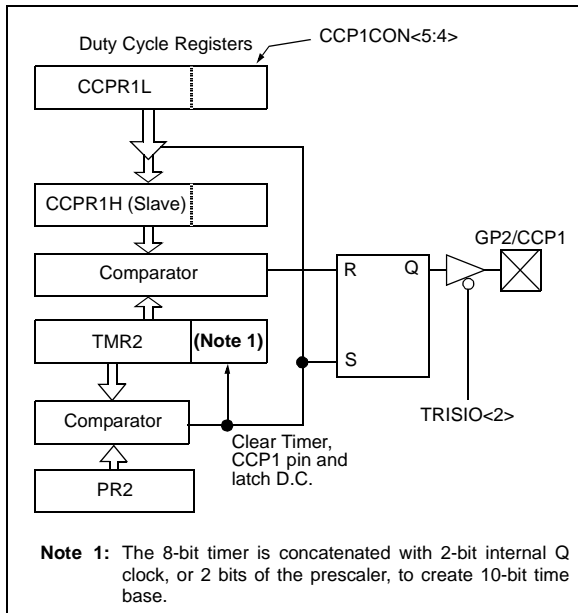 Duty Cycle Registers
CCP1CON<5:4>
CCPR1L
CCPR1H (Slave)
GP2/CCP1
Comparator
R
Q
TMR2
(Note 1)
S
Comparator
TRISIO<2>
Clear Timer,
CCP1 pin and
latch D.C.
PR2
Note 1: The 8-bit timer is concatenated with 2-bit internal Q
clock, or 2 bits of the prescaler, to create 10-bit time
base.